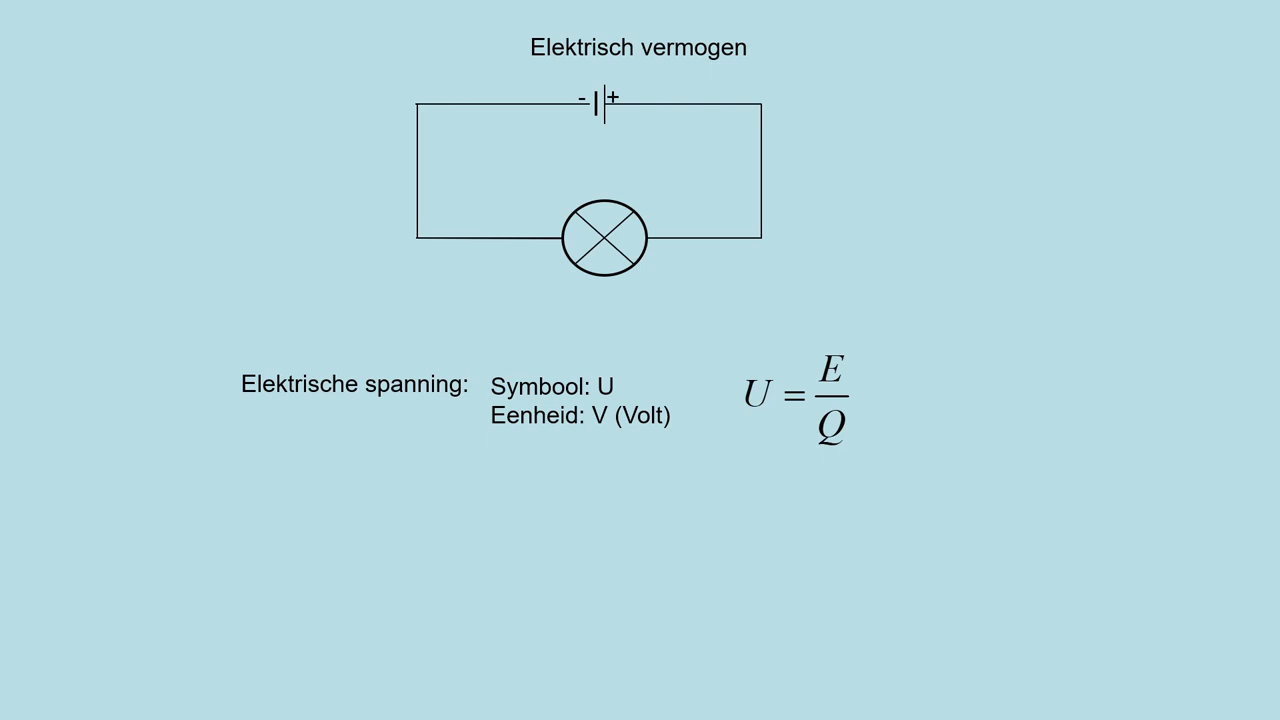 Elektrisch vermogen
- +
Elektrische spanning:
Symbool: U
Eenheid: V (Volt)
U = E/Q